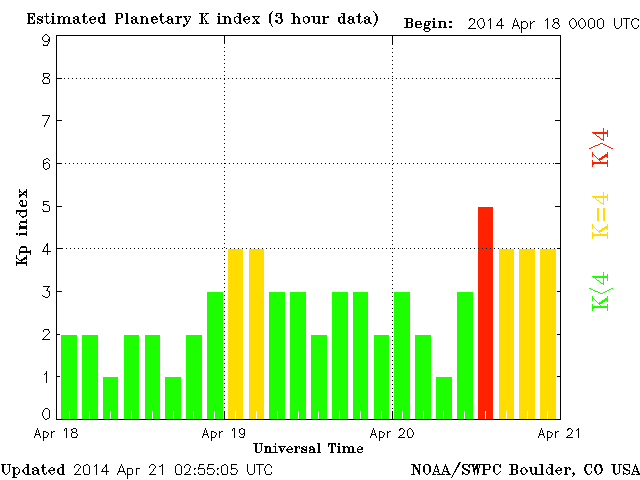 Estimated Planetary K index (3 hour data) Begin: 2014 Apr 18 0000 UTC
9
8
7
6
5
4
3
2
1
0
Kp index
Apr 18 Apr 19 Apr 20 Apr 21
Universal Time
K>4
K=4
K<4
Updated 2014 Apr 21 02:55:05 UTC NOAA/SWPC Boulder, CO USA